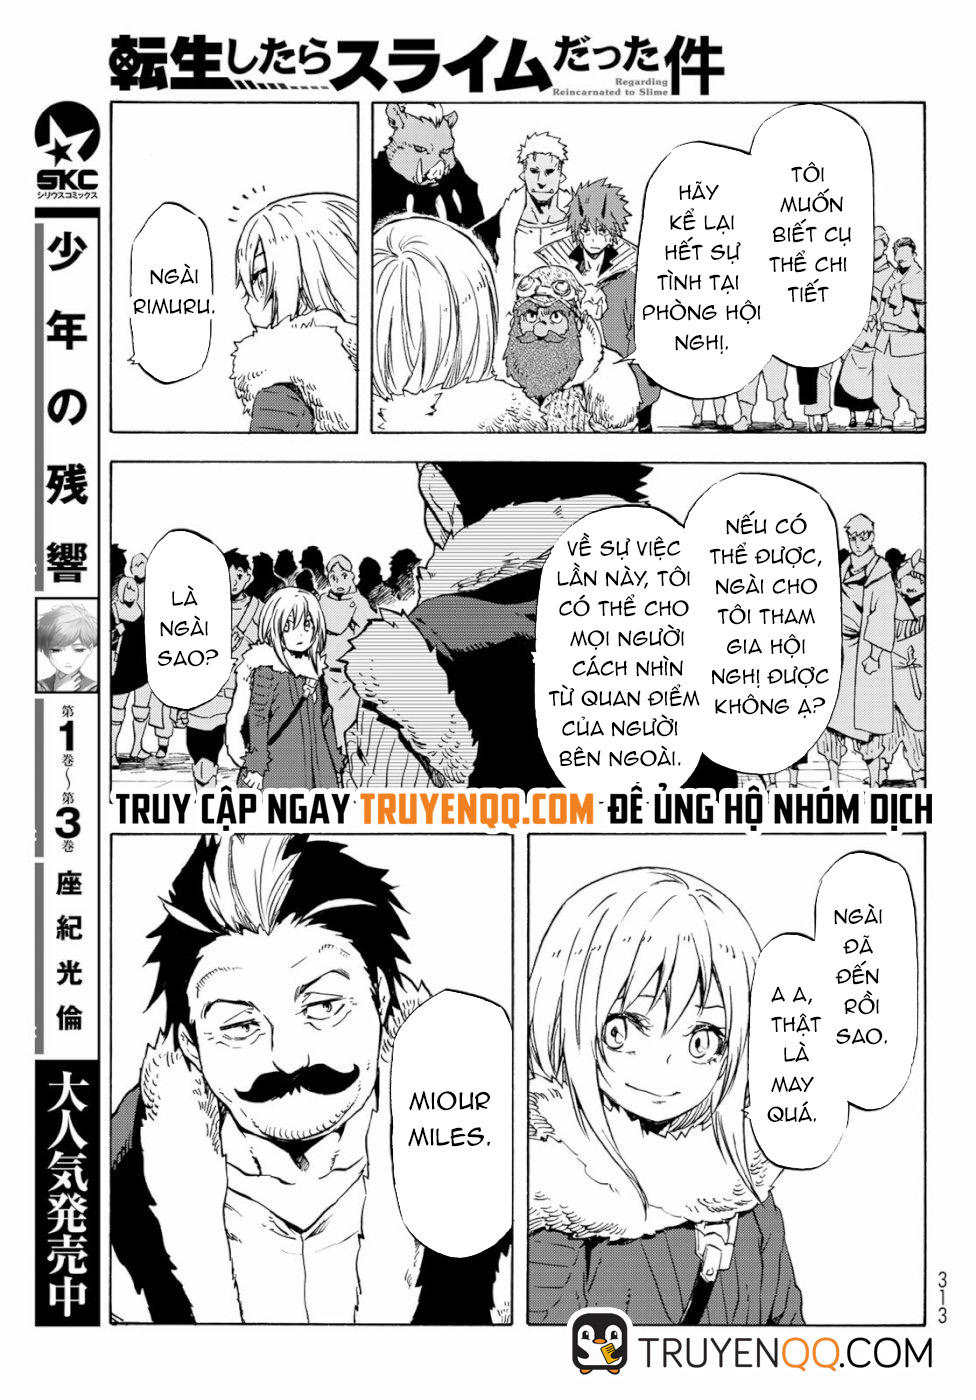 転生したらスライムだった件
Regarding
Reincarnated to Slime
SKC
シリウスコミックス
少年の残響
第1巻～第3巻
座紀光倫
大人気発売中
TÔI
MUỐN
BIẾT CỤ
THỂ CHI
TIẾT
HÃY
KỂ LẠI
HẾT SỰ
TÌNH TẠI
PHÒNG HỘI
NGHỊ.
NGÀI
RIMURU.
NẾU CÓ
THỂ ĐƯỢC,
NGÀI CHO
TÔI THAM
GIA HỘI
NGHỊ ĐƯỢC
KHÔNG Ạ?
VỀ SỰ VIỆC
LẦN NÀY, TÔI
CÓ THỂ CHO
MỌI NGƯỜI
CÁCH NHÌN
TỪ QUAN ĐIỂM
CỦA NGƯỜI
BÊN NGOÀI.
LÀ
NGÀI
SAO?
TRUY CẬP NGAY TRUYENQQ.COM ĐỂ ỦNG HỘ NHÓM DỊCH
NGÀI
ĐÃ
ĐẾN
RỒI
SAO.
A A,
THẬT
LÀ
MAY
QUÁ.
MIOUR
MILES.
313
TRUYENQQ.COM